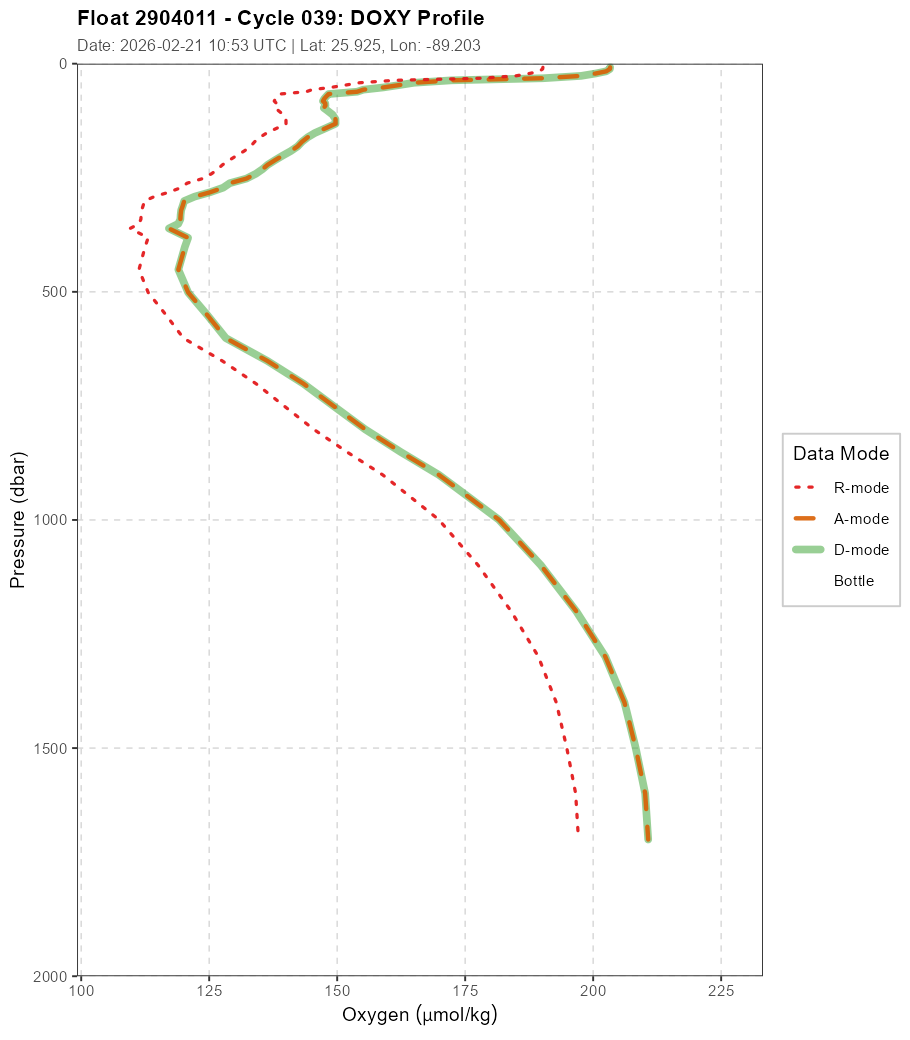 Float 2904011 - Cycle 039: DOXY Profile
Date: 2026-02-21 10:53 UTC | Lat: 25.925, Lon: -89.203
0
500
1000
1500
2000
Pressure (dbar)
100
125
150
175
200
225
Oxygen (µmol/kg)
Data Mode
R-mode
A-mode
D-mode
Bottle